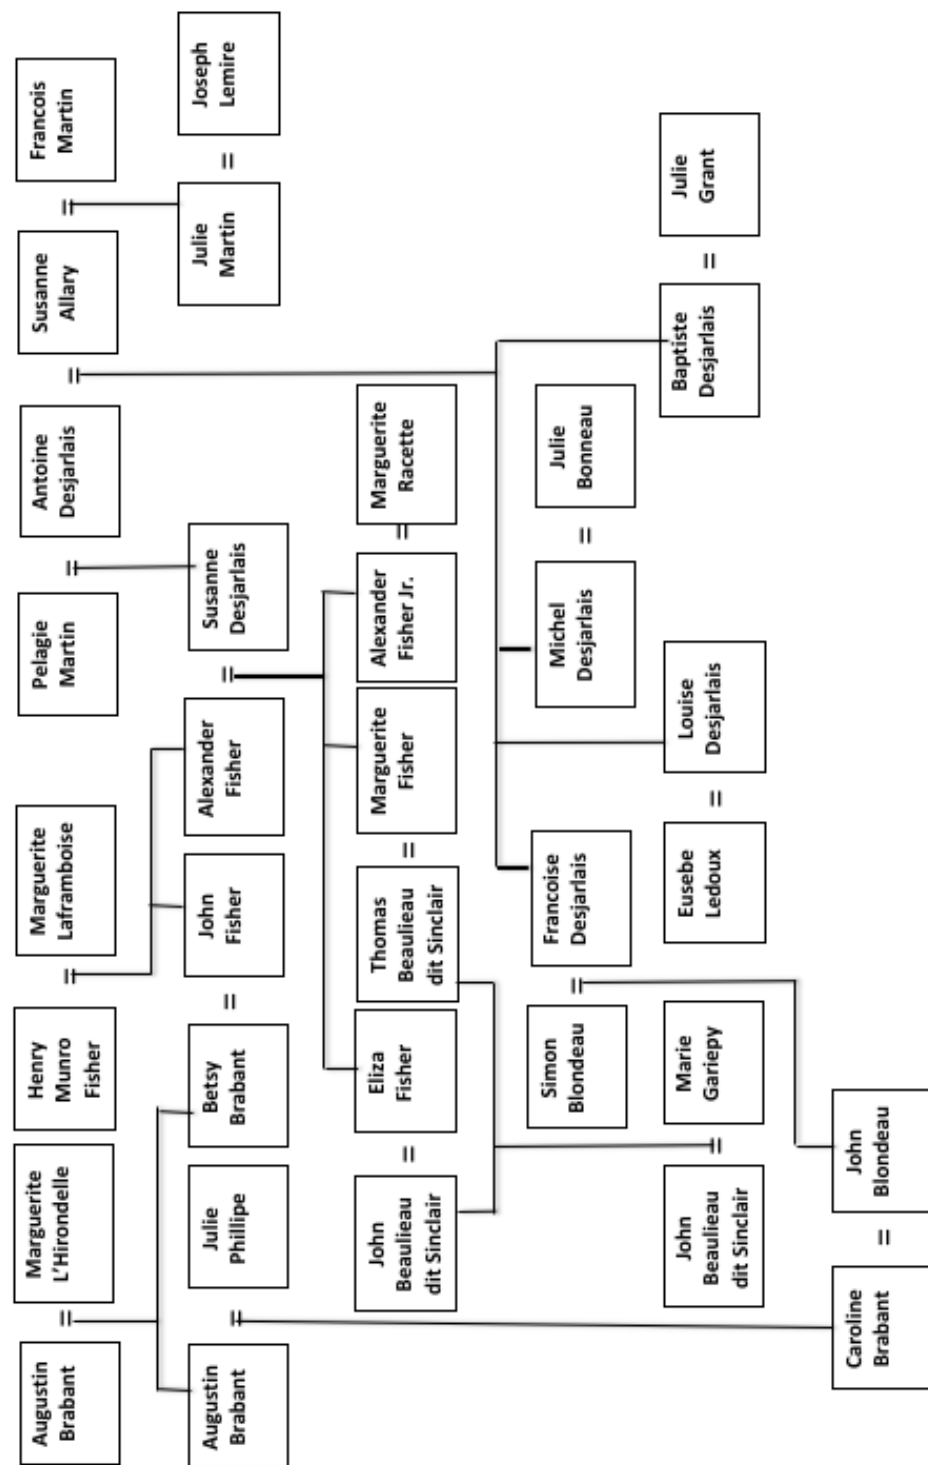 Augustin
Brabant
=
Marguerite
L'Hirondelle
Henry
Munro
Fisher
=
Marguerite
Laframboise
Pelagie
Martin
=
Antoine
Desjarlais
=
Susanne
Allary
=
Francois
Martin
Augustin
Brabant
=
Julie
Phillipe
Betsy
Brabant
=
John
Fisher
Alexander
Fisher
=
Susanne
Desjarlais
Julie
Martin
=
Joseph
Lemire
John
Beaulieau
dit Sinclair
=
Eliza
Fisher
Thomas
Beaulieau
dit Sinclair
=
Marguerite
Fisher
Alexander
Fisher Jr.
=
Marguerite
Racette
Simon
Blondeau
=
Francoise
Desjarlais
Michel
Desjarlais
=
Julie
Bonneau
John
Beaulieau
dit Sinclair
=
Marie
Gariepy
Eusebe
Ledoux
=
Louise
Desjarlais
Baptiste
Desjarlais
=
Julie
Grant
Caroline
Brabant
=
John
Blondeau